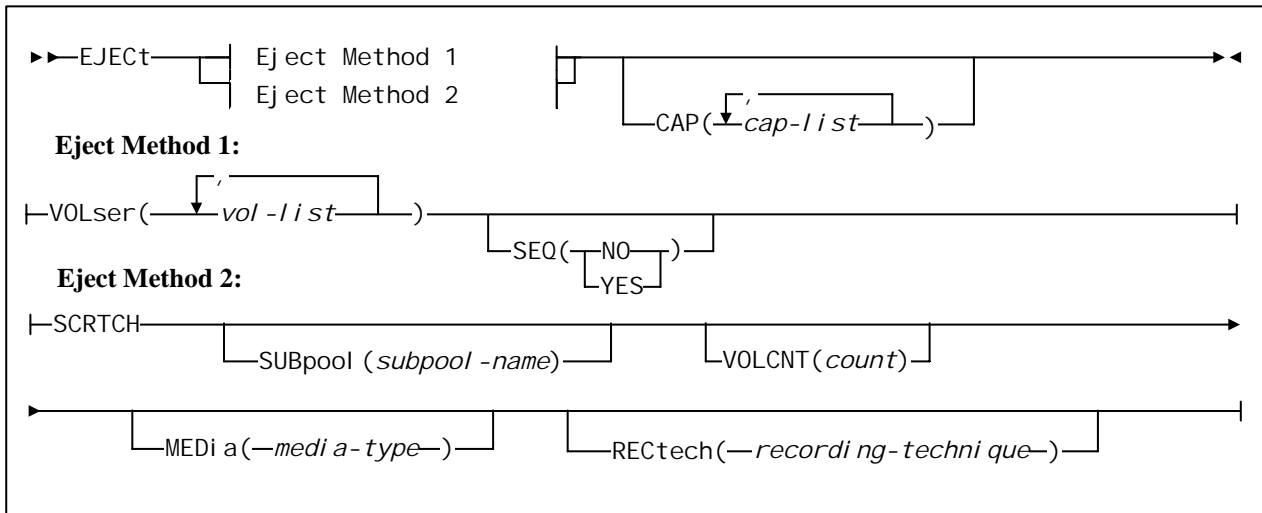 EJECt Eject Method 1
Eject Method 2
,
CAP( cap-list )
Eject Method 1:
,
VOLser( vol-list )
SEQ( NO )
YES
Eject Method 2:
SCRTCH
SUBpool(subpool-name) VOLCNT(count)
MEDia( media-type ) RECtech( recording-technique )